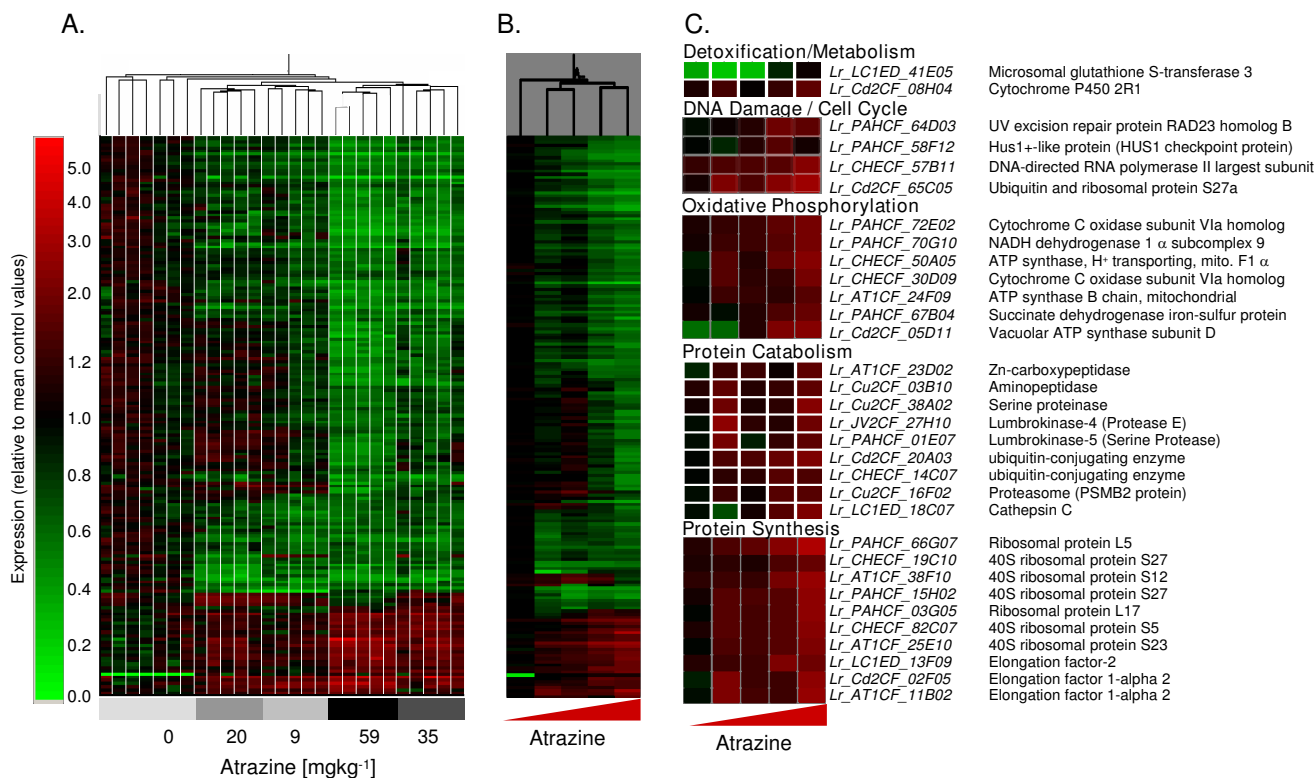 A.
B.
C.
Expression (relative to mean control values)
5.0
4.0
3.0
2.0
1.2
1.0
0.8
0.6
0.4
0.2
0.0
0 20 9 59 35
Atrazine [mgkg-1]
Atrazine
Detoxification/Metabolism
Lr_LC1ED_41E05 Microsomal glutathione S-transferase 3
Lr_Cd2CF_08H04 Cytochrome P450 2R1
DNA Damage / Cell Cycle
Lr_PAHCF_64D03 UV excision repair protein RAD23 homolog B
Lr_PAHCF_58F12 Hus1+-like protein (HUS1 checkpoint protein)
Lr_CHECF_57B11 DNA-directed RNA polymerase II largest subunit
Lr_Cd2CF_65C05 Ubiquitin and ribosomal protein S27a
Oxidative Phosphorylation
Lr_PAHCF_72E02 Cytochrome C oxidase subunit VIa homolog
Lr_PAHCF_70G10 NADH dehydrogenase 1 α subcomplex 9
Lr_CHECF_50A05 ATP synthase, H+ transporting, mito. F1 α
Lr_CHECF_30D09 Cytochrome C oxidase subunit VIa homolog
Lr_AT1CF_24F09 ATP synthase B chain, mitochondrial
Lr_PAHCF_67B04 Succinate dehydrogenase iron-sulfur protein
Lr_Cd2CF_05D11 Vacuolar ATP synthase subunit D
Protein Catabolism
Lr_AT1CF_23D02 Zn-carboxypeptidase
Lr_Cu2CF_03B10 Aminopeptidase
Lr_Cu2CF_38A02 Serine proteinase
Lr_JV2CF_27H10 Lumbrokinase-4 (Protease E)
Lr_PAHCF_01E07 Lumbrokinase-5 (Serine Protease)
Lr_Cd2CF_20A03 ubiquitin-conjugating enzyme
Lr_CHECF_14C07 ubiquitin-conjugating enzyme
Lr_Cu2CF_16F02 Proteasome (PSMB2 protein)
Lr_LC1ED_18C07 Cathepsin C
Protein Synthesis
Lr_PAHCF_66G07 Ribosomal protein L5
Lr_CHECF_19C10 40S ribosomal protein S27
Lr_AT1CF_38F10 40S ribosomal protein S12
Lr_PAHCF_15H02 40S ribosomal protein S27
Lr_PAHCF_03G05 Ribosomal protein L17
Lr_CHECF_82C07 40S ribosomal protein S5
Lr_AT1CF_25E10 40S ribosomal protein S23
Lr_LC1ED_13F09 Elongation factor-2
Lr_Cd2CF_02F05 Elongation factor 1-alpha 2
Lr_AT1CF_11B02 Elongation factor 1-alpha 2
Atrazine